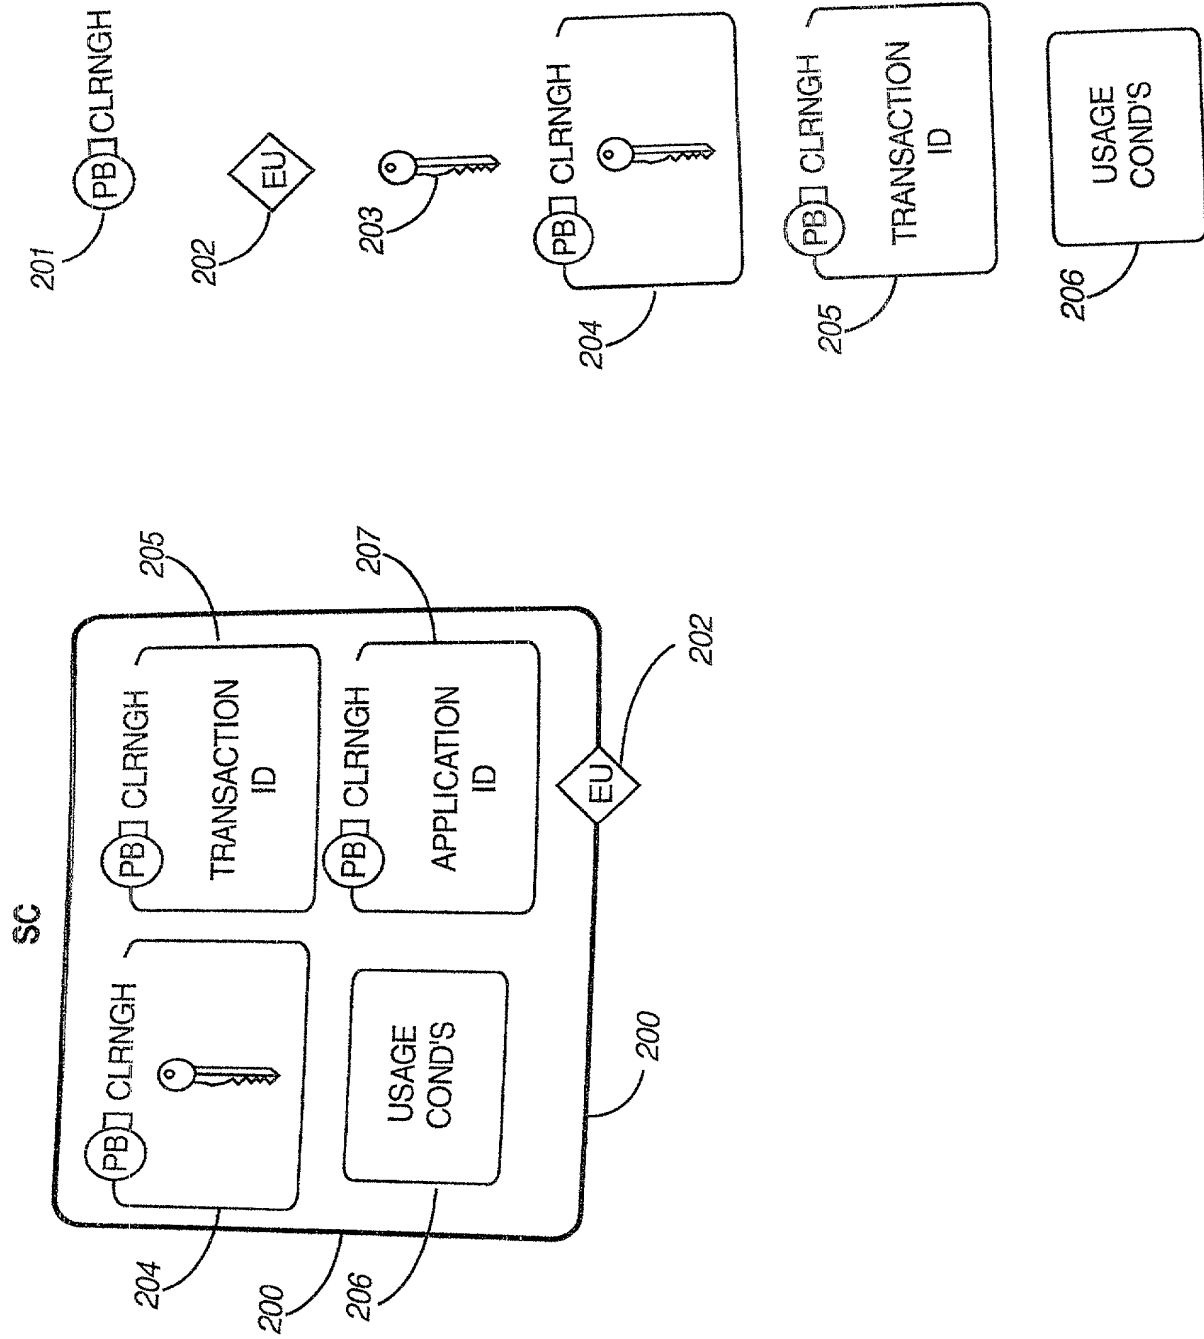 SC
204
PB CLRNGH
PB CLRNGH
TRANSACTION
ID
205
200
206
USAGE
COND'S
PB CLRNGH
APPLICATION
ID
207
EU
202
200
201
PB CLRNGH
202
EU
203
204
PB CLRNGH
205
PB CLRNGH
TRANSACTION
ID
206
USAGE
COND'S